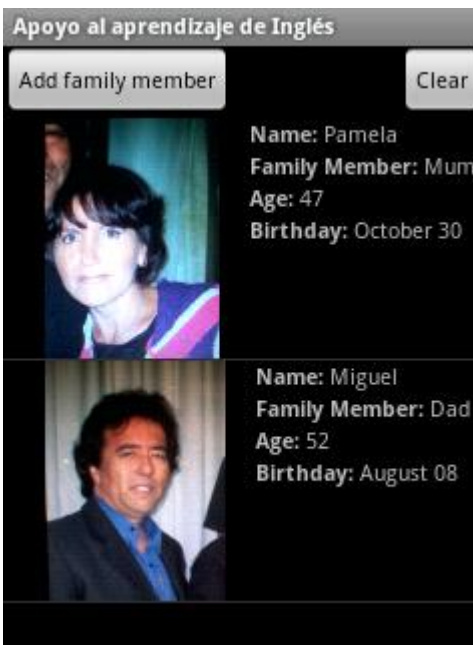 Apoyo al aprendizaje de Inglés
Add family member
Clear
Name: Pamela
Family Member: Mum
Age: 47
Birthday: October 30
Name: Miguel
Family Member: Dad
Age: 52
Birthday: August 08